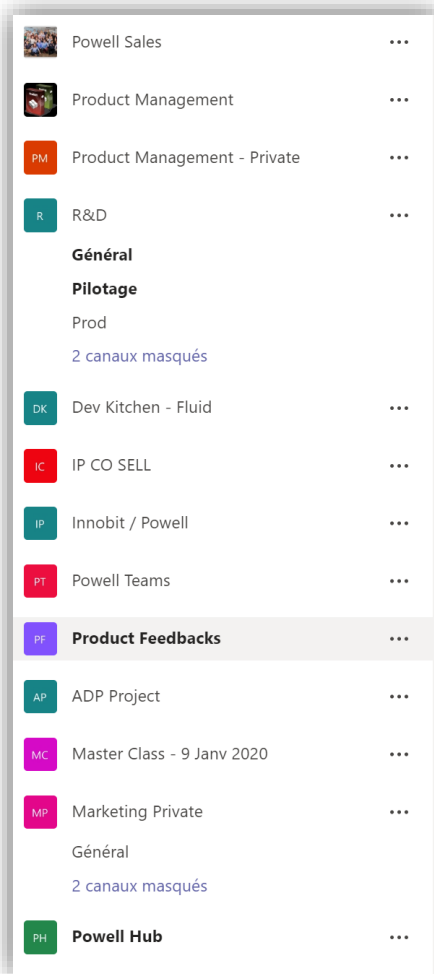 Powell Sales
Product Management
PM Product Management - Private
R R&D
Général
Pilotage
Prod
2 canaux masqués
DK Dev Kitchen - Fluid
IC IP CO SELL
IP Innobit / Powell
PT Powell Teams
PF Product Feedbacks
AP ADP Project
MC Master Class - 9 Janv 2020
MP Marketing Private
Général
2 canaux masqués
PH Powell Hub